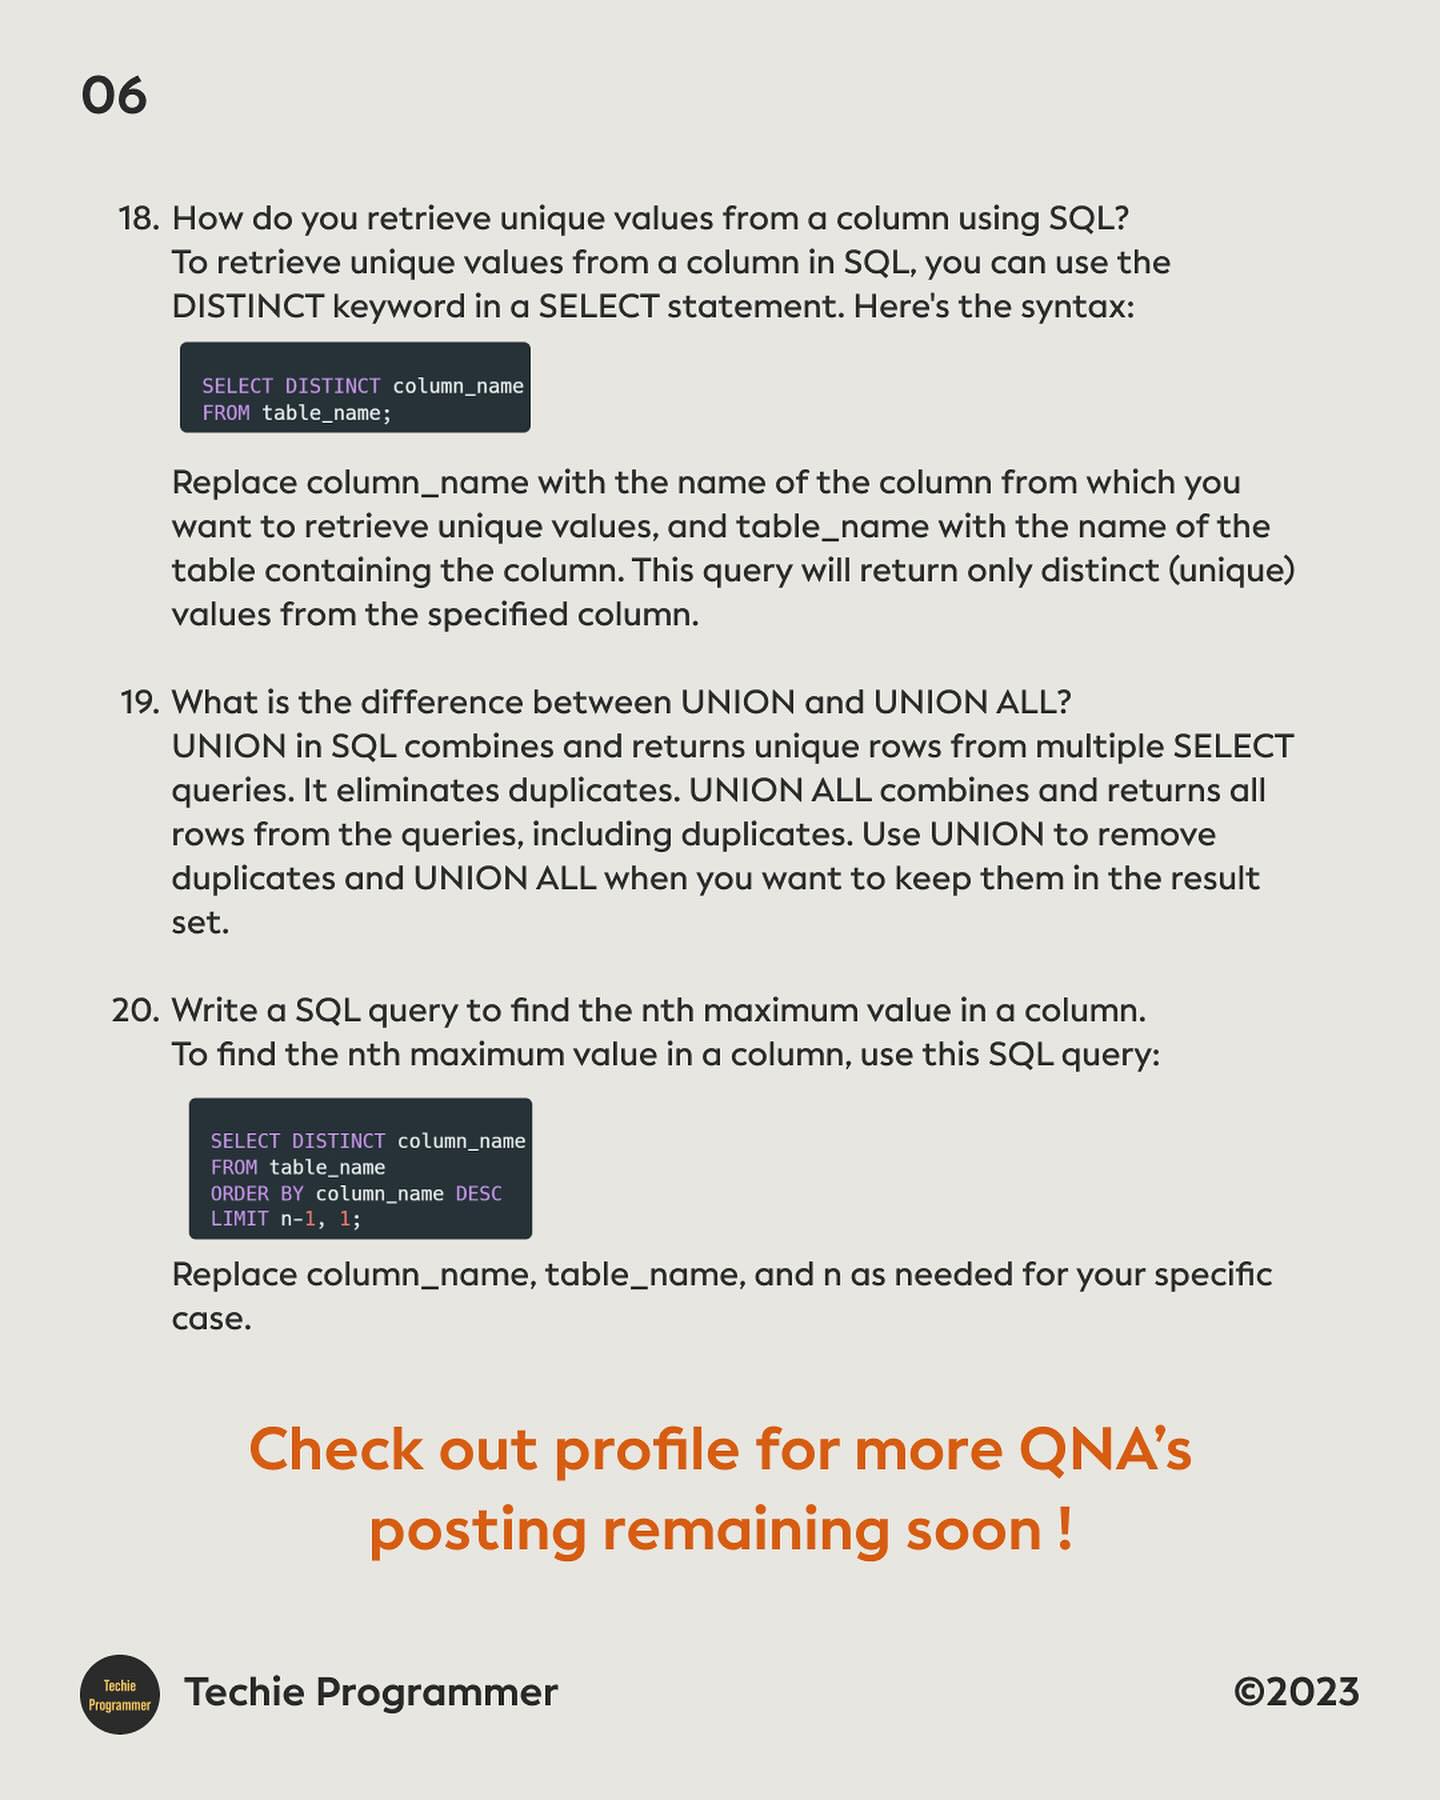 06
18. How do you retrieve unique values from a column using SQL?
To retrieve unique values from a column in SQL, you can use the
DISTINCT keyword in a SELECT statement. Here's the syntax:
SELECT DISTINCT column_name
FROM table_name;
Replace column_name with the name of the column from which you
want to retrieve unique values, and table_name with the name of the
table containing the column. This query will return only distinct (unique)
values from the specified column.
19. What is the difference between UNION and UNION ALL?
UNION in SQL combines and returns unique rows from multiple SELECT
queries. It eliminates duplicates. UNION ALL combines and returns all
rows from the queries, including duplicates. Use UNION to remove
duplicates and UNION ALL when you want to keep them in the result
set.
20. Write a SQL query to find the nth maximum value in a column.
To find the nth maximum value in a column, use this SQL query:
SELECT DISTINCT column_name
FROM table_name
ORDER BY column_name DESC
LIMIT n-1, 1;
Replace column_name, table_name, and n as needed for your specific
case.
Check out profile for more QNA’s
posting remaining soon !
Techie
Programmer
Techie Programmer
©2023